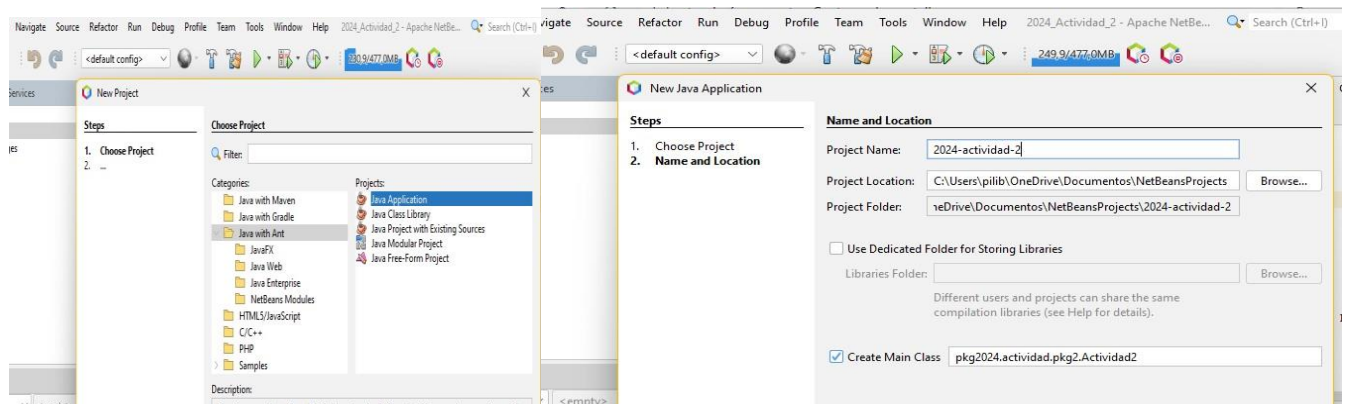 Navigate Source Refactor Run Debug Profile Team Tools Window Help 2024_Actividad_2 - Apache NetBe... Search (Ctrl+I)
<default config> 230,9/477,0MB
Services
New Project X
Steps
1. Choose Project
2. ...
Choose Project
Filter:
Categories:
Java with Maven
Java with Gradle
Java with Ant
JavaFX
Java Web
Java Enterprise
NetBeans Modules
HTML5/JavaScript
C/C++
PHP
Samples
Projects:
Java Application
Java Class Library
Java Project with Existing Sources
Java Modular Project
Java Free-Form Project
Description:
vigate Source Refactor Run Debug Profile Team Tools Window Help 2024_Actividad_2 - Apache NetBe... Search (Ctrl+I)
<default config> 249,9/477,0MB
New Java Application
Steps
1. Choose Project
2. Name and Location
Name and Location
Project Name: 2024-actividad-2
Project Location: C:\Users\pilib\OneDrive\Documentos\NetBeansProjects Browse...
Project Folder: neDrive\Documentos\NetBeansProjects\2024-actividad-2
Use Dedicated Folder for Storing Libraries
Libraries Folder: Browse...
Different users and projects can share the same
compilation libraries (see Help for details).
Create Main Class pkg2024.actividad.pkg2.Actividad2
<empty>